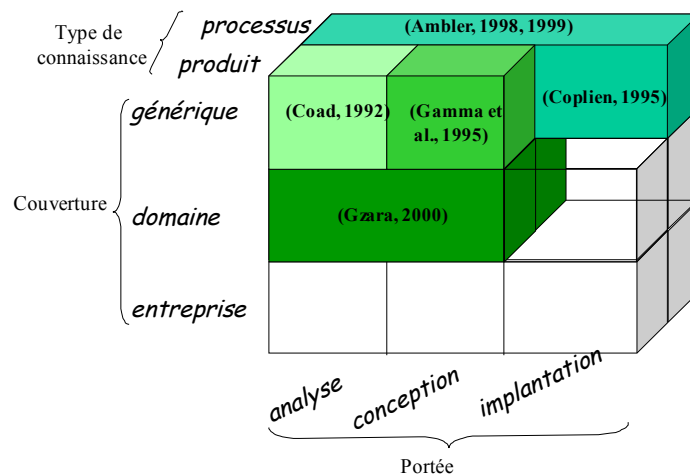 Type de
connaissance
processus
produit
(Ambler, 1998, 1999)
générique
(Coad, 1992)
(Gamma et
al., 1995)
(Coplien, 1995)
Couverture
domaine
(Gzara, 2000)
entreprise
analyse
conception
implantation
Portée